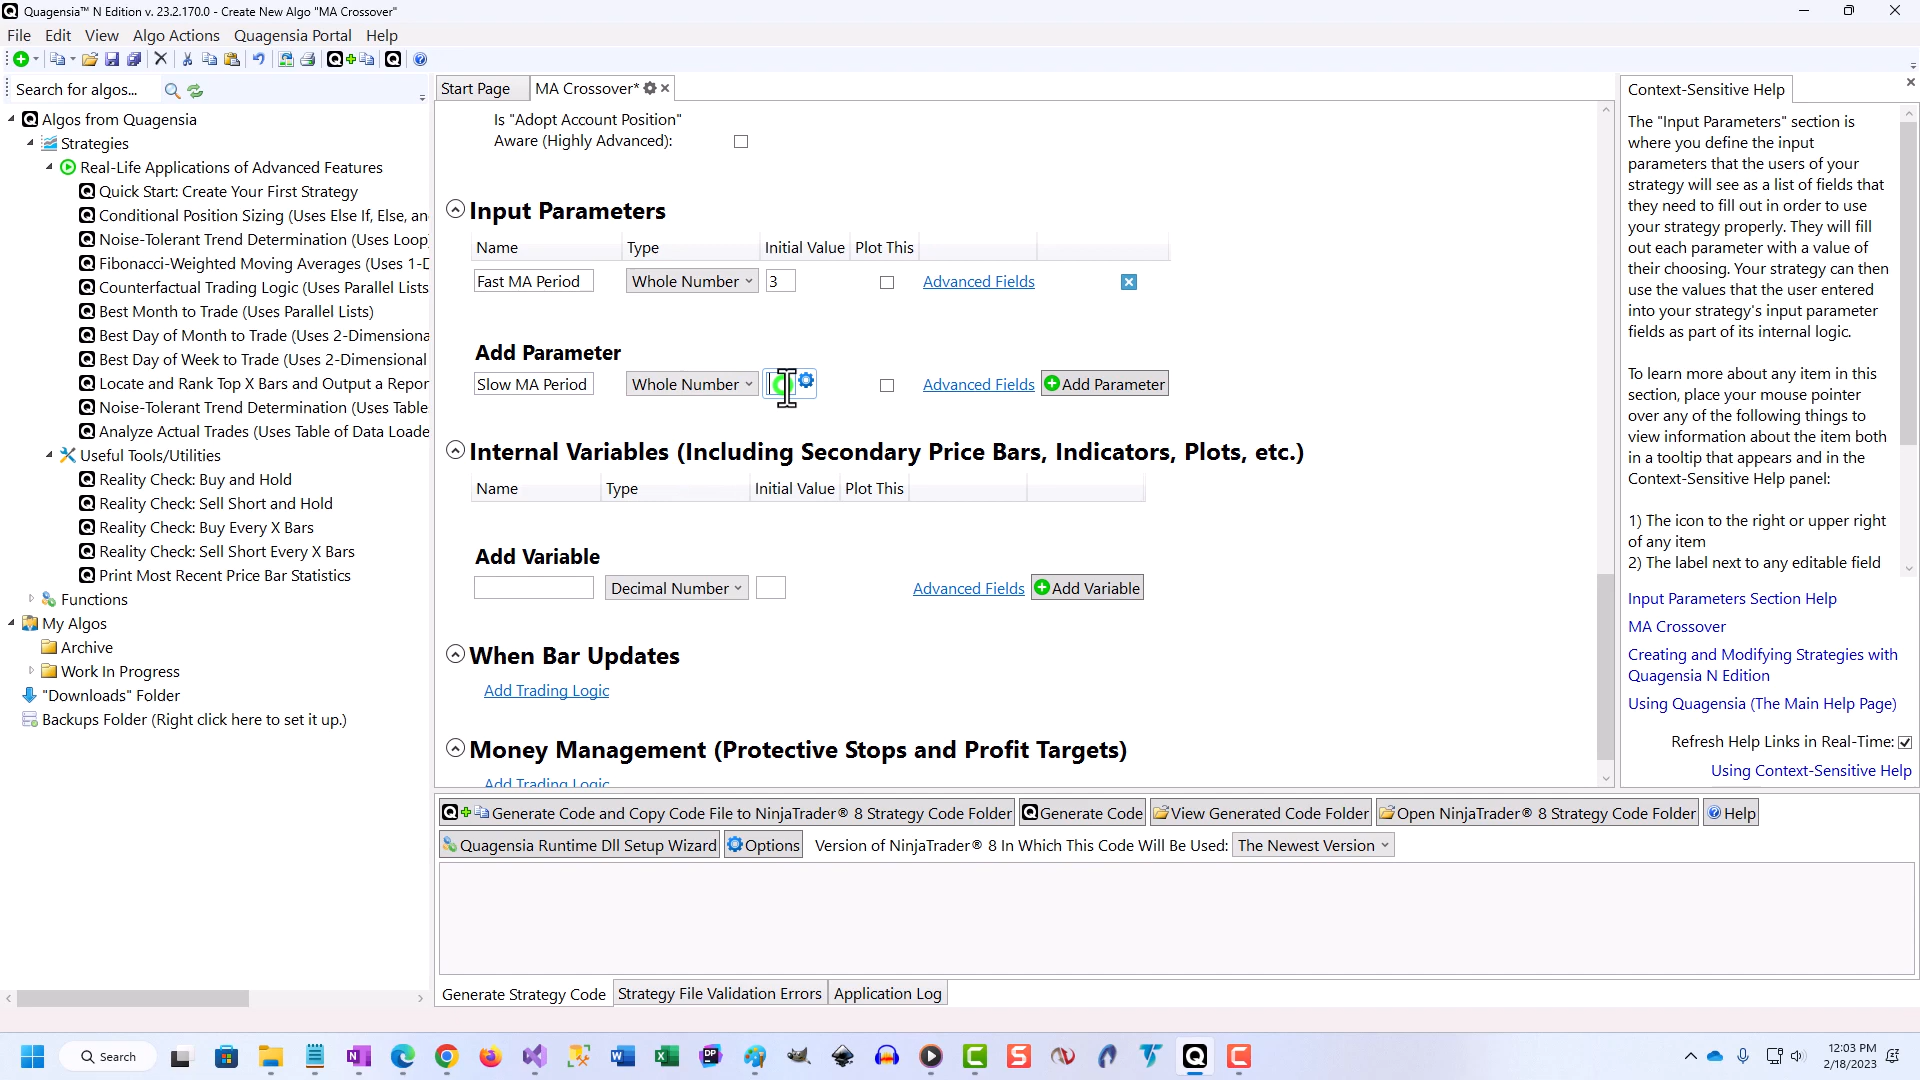 Quagensia™ N Edition v. 23.2.170.0 - Create New Algo "MA Crossover"
File Edit View Algo Actions Quagensia Portal Help
Search for algos...
Algos from Quagensia
Strategies
Real-Life Applications of Advanced Features
Quick Start: Create Your First Strategy
Conditional Position Sizing (Uses Else If, Else, an
Noise-Tolerant Trend Determination (Uses Loop
Fibonacci-Weighted Moving Averages (Uses 1-D
Counterfactual Trading Logic (Uses Parallel Lists
Best Month to Trade (Uses Parallel Lists)
Best Day of Month to Trade (Uses 2-Dimensiona
Best Day of Week to Trade (Uses 2-Dimensional
Locate and Rank Top X Bars and Output a Repor
Noise-Tolerant Trend Determination (Uses Table
Analyze Actual Trades (Uses Table of Data Loade
Useful Tools/Utilities
Reality Check: Buy and Hold
Reality Check: Sell Short and Hold
Reality Check: Buy Every X Bars
Reality Check: Sell Short Every X Bars
Print Most Recent Price Bar Statistics
Functions
My Algos
Archive
Work In Progress
"Downloads" Folder
Backups Folder (Right click here to set it up.)
Start Page MA Crossover*
Is "Adopt Account Position"
Aware (Highly Advanced):
Input Parameters
Name Type Initial Value Plot This
Fast MA Period Whole Number 3 Advanced Fields
Add Parameter
Slow MA Period Whole Number Advanced Fields Add Parameter
Internal Variables (Including Secondary Price Bars, Indicators, Plots, etc.)
Name Type Initial Value Plot This
Add Variable
Decimal Number Advanced Fields Add Variable
When Bar Updates
Add Trading Logic
Money Management (Protective Stops and Profit Targets)
Add Trading Logic
Generate Code and Copy Code File to NinjaTrader® 8 Strategy Code Folder Generate Code View Generated Code Folder Open NinjaTrader® 8 Strategy Code Folder Help
Quagensia Runtime Dll Setup Wizard Options Version of NinjaTrader® 8 In Which This Code Will Be Used: The Newest Version
Generate Strategy Code Strategy File Validation Errors Application Log
Context-Sensitive Help
The "Input Parameters" section is
where you define the input
parameters that the users of your
strategy will see as a list of fields that
they need to fill out in order to use
your strategy properly. They will fill
out each parameter with a value of
their choosing. Your strategy can then
use the values that the user entered
into your strategy's input parameter
fields as part of its internal logic.
To learn more about any item in this
section, place your mouse pointer
over any of the following things to
view information about the item both
in a tooltip that appears and in the
Context-Sensitive Help panel:
1) The icon to the right or upper right
of any item
2) The label next to any editable field
Input Parameters Section Help
MA Crossover
Creating and Modifying Strategies with
Quagensia N Edition
Using Quagensia (The Main Help Page)
Refresh Help Links in Real-Time:
Using Context-Sensitive Help
Search
12:03 PM
2/18/2023